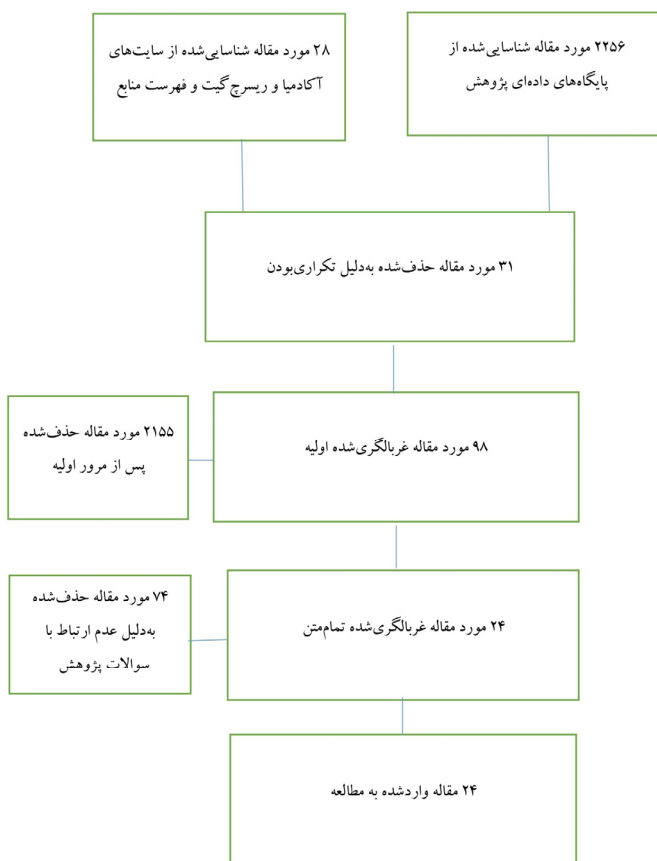 ۲۲۵۶ مورد مقاله شناسایی‌شده از
پایگاه‌های داده‌ای پژوهش
۲۸ مورد مقاله شناسایی‌شده از سایت‌های
آکادمیا و ریسرچ‌گیت و فهرست منابع
۳۱ مورد مقاله حذف‌شده به‌دلیل تکراری‌بودن
۹۸ مورد مقاله غربالگری‌شده اولیه
۲۱۵۵ مورد مقاله حذف‌شده
پس از مرور اولیه
۲۴ مورد مقاله غربالگری‌شده تمام‌متن
۷۴ مورد مقاله حذف‌شده
به‌دلیل عدم ارتباط با
سوالات پژوهش
۲۴ مقاله واردشده به مطالعه